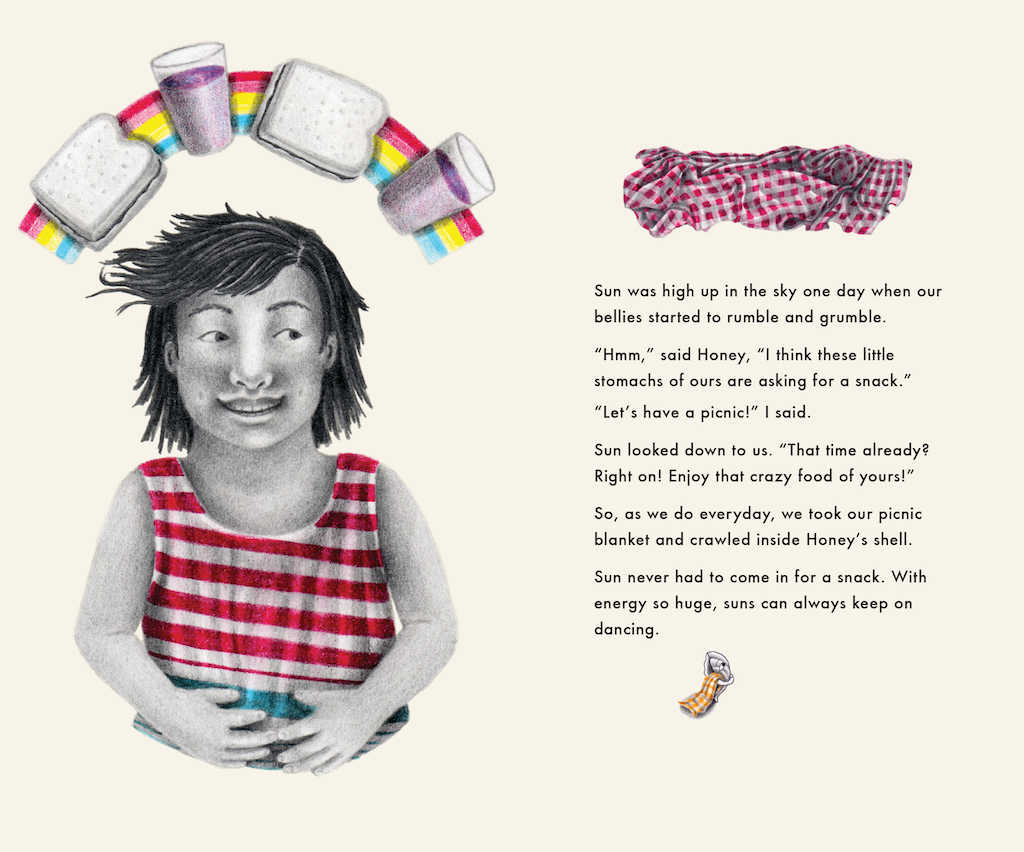 Sun was high up in the sky one day when our
bellies started to rumble and grumble.
“Hmm,” said Honey, “I think these little
stomachs of ours are asking for a snack.”
“Let’s have a picnic!” I said.
Sun looked down to us. “That time already?
Right on! Enjoy that crazy food of yours!”
So, as we do everyday, we took our picnic
blanket and crawled inside Honey’s shell.
Sun never had to come in for a snack. With
energy so huge, suns can always keep on
dancing.